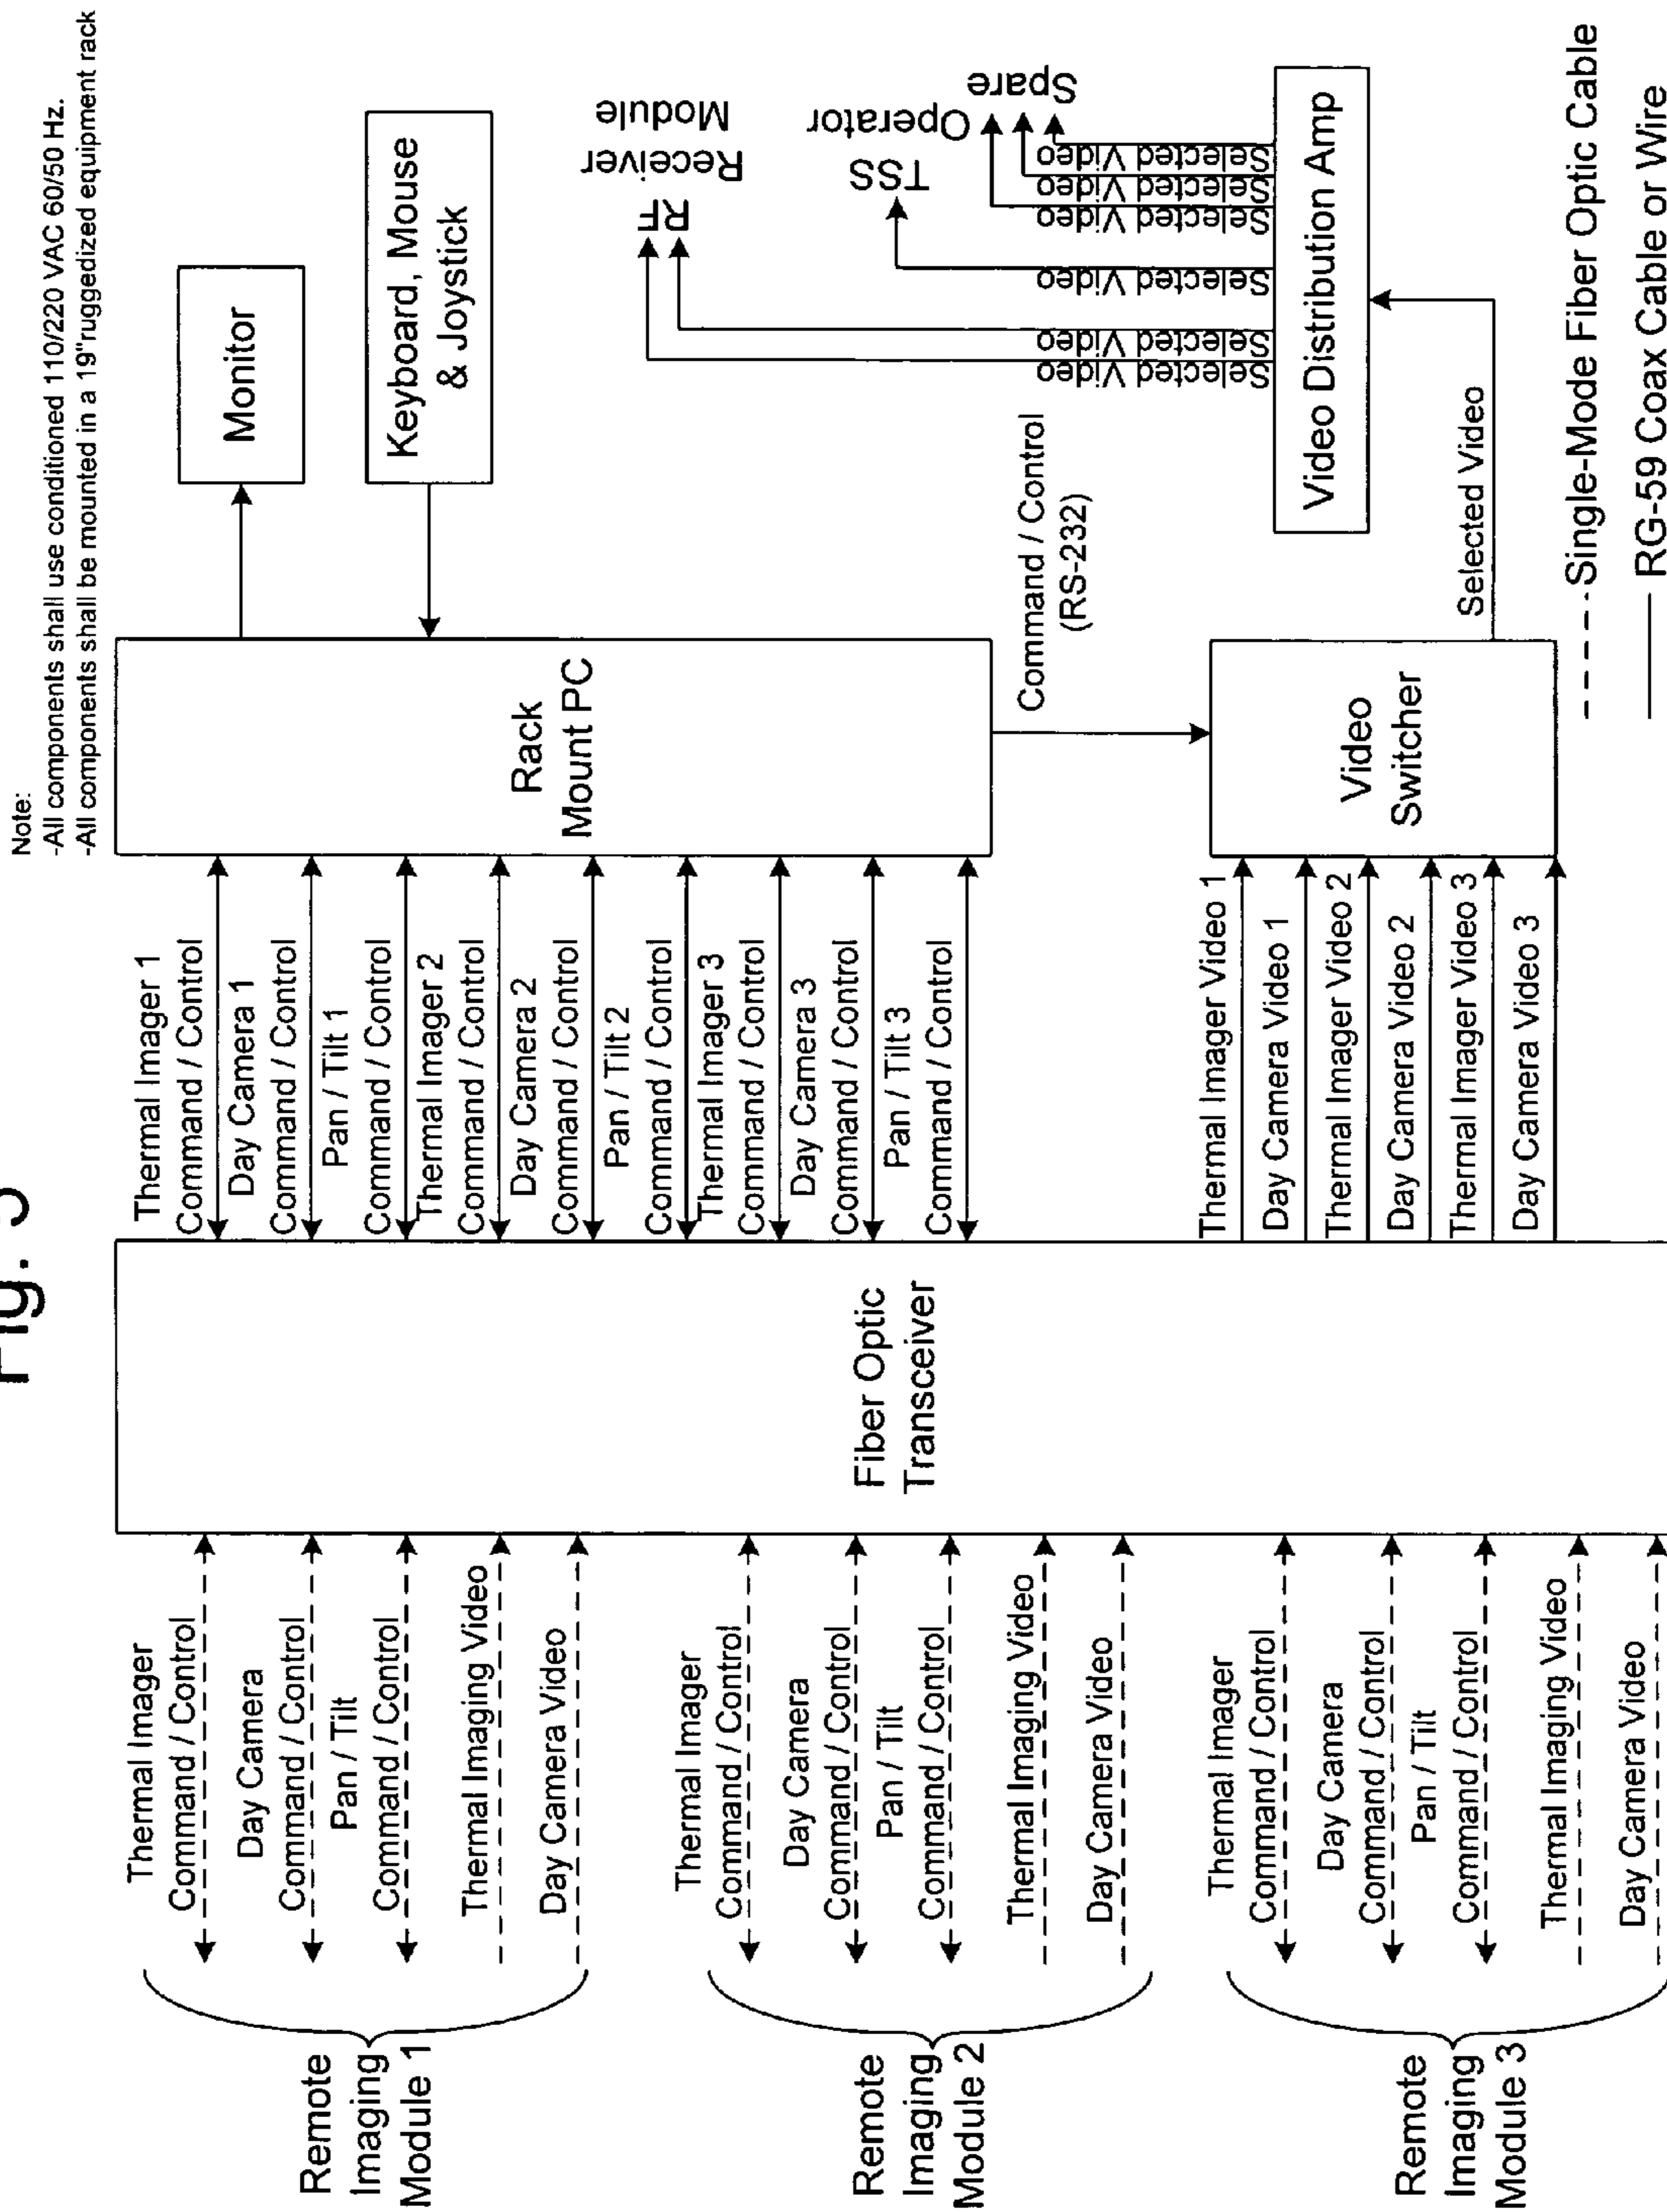 Fig. 3
Note:
-All components shall use conditioned 110/220 VAC 60/50 Hz.
-All components shall be mounted in a 19"ruggedized equipment rack
Remote
Imaging
Module 1
Thermal Imager
Command / Control
Day Camera
Command / Control
Pan / Tilt
Command / Control
Thermal Imaging Video
Day Camera Video
Remote
Imaging
Module 2
Thermal Imager
Command / Control
Day Camera
Command / Control
Pan / Tilt
Command / Control
Thermal Imaging Video
Day Camera Video
Remote
Imaging
Module 3
Thermal Imager
Command / Control
Day Camera
Command / Control
Pan / Tilt
Command / Control
Thermal Imaging Video
Day Camera Video
Fiber Optic
Transceiver
Thermal Imager 1
Command / Control
Day Camera 1
Command / Control
Pan / Tilt 1
Command / Control
Thermal Imager 2
Command / Control
Day Camera 2
Command / Control
Pan / Tilt 2
Command / Control
Thermal Imager 3
Command / Control
Day Camera 3
Command / Control
Pan / Tilt 3
Command / Control
Thermal Imager Video 1
Day Camera Video 1
Thermal Imager Video 2
Day Camera Video 2
Thermal Imager Video 3
Day Camera Video 3
Rack
Mount PC
Monitor
Keyboard, Mouse
& Joystick
Command / Control
(RS-232)
Video
Switcher
Selected Video
Video Distribution Amp
Selected Video
Selected Video
Selected Video
Selected Video
Selected Video
Selected Video
RF
Receiver
Module
TSS
Operator
Spare
Single-Mode Fiber Optic Cable
RG-59 Coax Cable or Wire